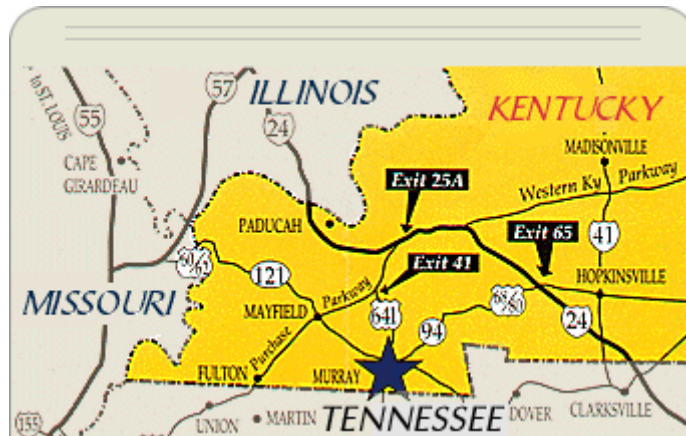 to ST. LOUIS
57
ILLINOIS
55
24
KENTUCKY
CAPE
GIRARDEAU
MADISONVILLE
Exit 25A
Western Ky Parkway
PADUCAH
Exit 65
41
121
Exit 41
HOPKINSVILLE
MISSOURI
Parkway
MAYFIELD
641
94
24
Purchase
FULTON
MURRAY
TENNESSEE
155
UNION
MARTIN
DOVER
CLARKSVILLE